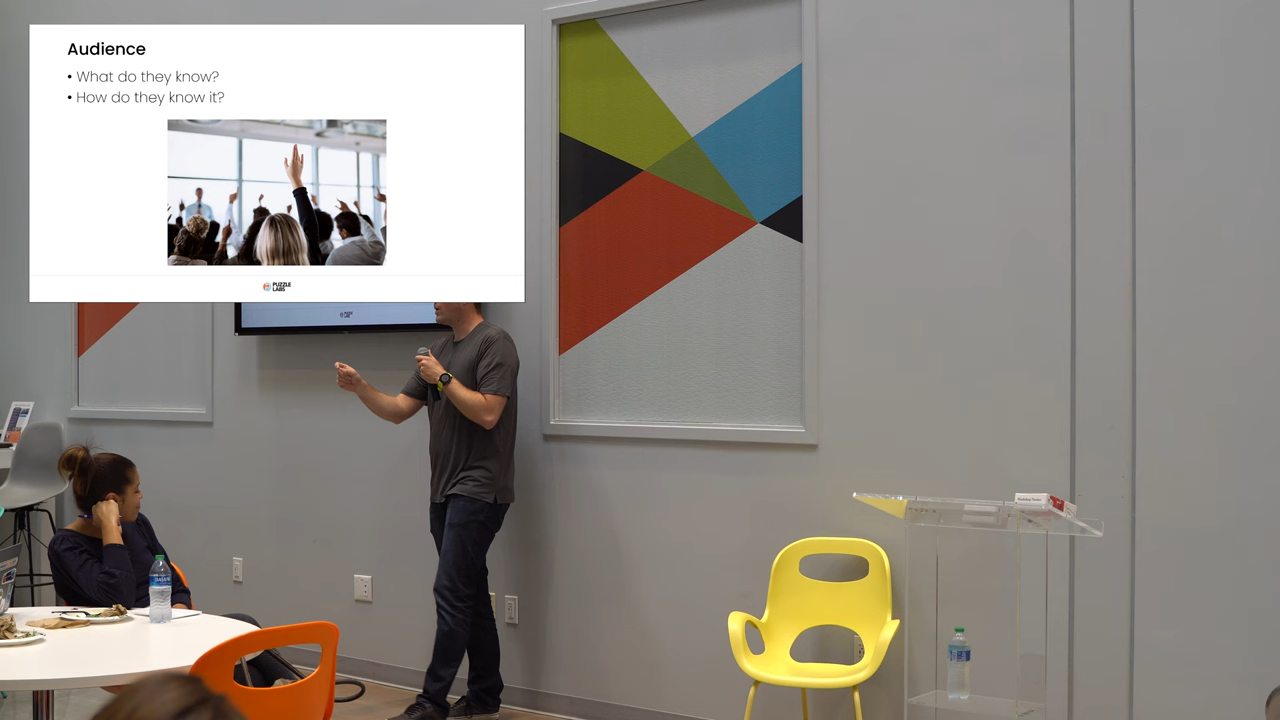 Audience
• What do they know?
• How do they know it?
PUZZLE
LABS